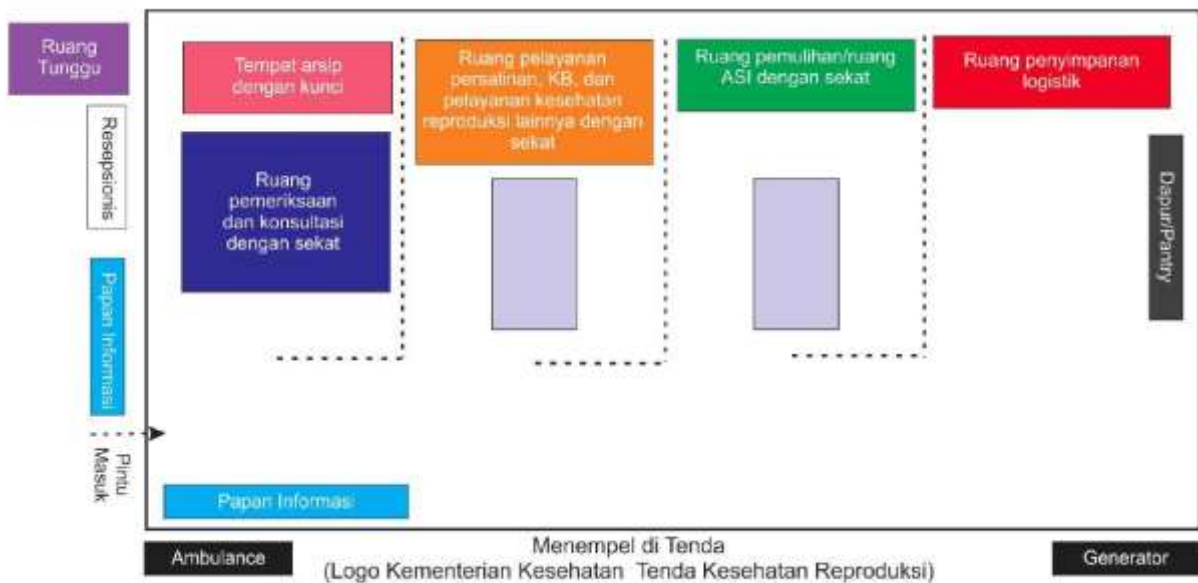 Ruang
Tunggu
Resepsionis
Papan Informasi
Pintu
Masuk
Tempat arsip
dengan kunci
Ruang
pemeriksaan
dan konsultasi
dengan sekat
Ruang pelayanan
persalinan, KB, dan
pelayanan kesehatan
reproduksi lainnya dengan
sekat
Ruang pemulihan/ruang
ASI dengan sekat
Ruang penyimpanan
logistik
Dapur/Pantry
Papan Informasi
Ambulance
Menempel di Tenda
(Logo Kementerian Kesehatan Tenda Kesehatan Reproduksi)
Generator